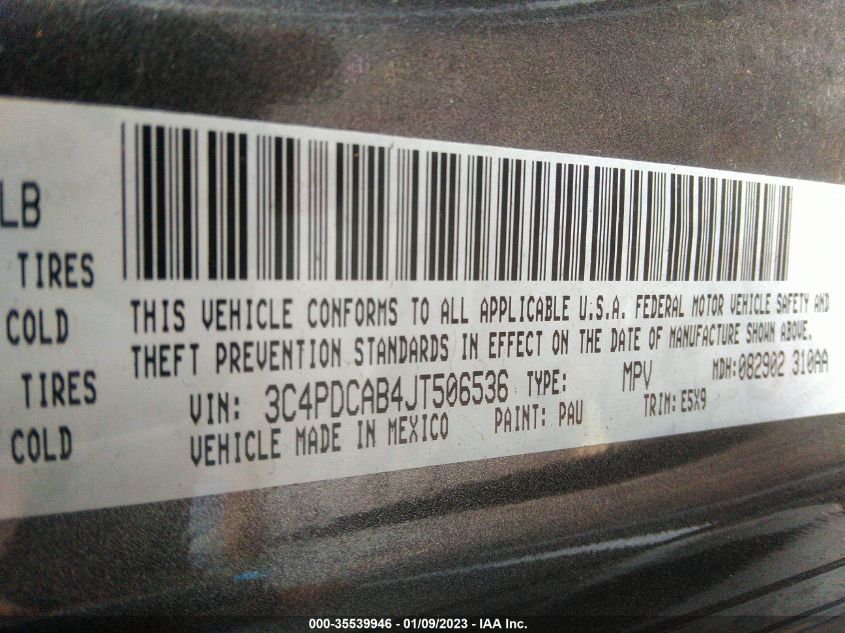 LB
TIRES
COLD
TIRES
COLD
THIS VEHICLE CONFORMS TO ALL APPLICABLE U.S.A. FEDERAL MOTOR VEHICLE SAFETY AND
THEFT PREVENTION STANDARDS IN EFFECT ON THE DATE OF MANUFACTURE SHOWN ABOVE.
VIN: 3C4PDCAB4JT506536 TYPE: MPV MDH:082902 310AA
VEHICLE MADE IN MEXICO PAINT: PAU TRIM: E5X9
000-35539946 - 01/09/2023 - IAA Inc.